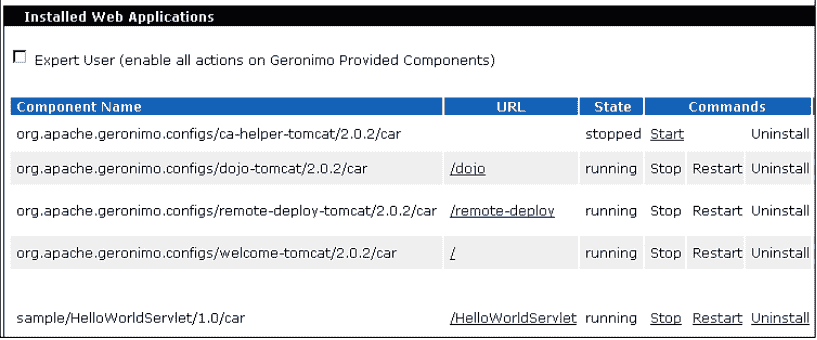 Installed Web Applications
Expert User (enable all actions on Geronimo Provided Components)
Component Name URL State Commands
org.apache.geronimo.configs/ca-helper-tomcat/2.0.2/car stopped Start Uninstall
org.apache.geronimo.configs/dojo-tomcat/2.0.2/car /dojo running Stop Restart Uninstall
org.apache.geronimo.configs/remote-deploy-tomcat/2.0.2/car /remote-deploy running Stop Restart Uninstall
org.apache.geronimo.configs/welcome-tomcat/2.0.2/car / running Stop Restart Uninstall
sample/HelloWorldServlet/1.0/car /HelloWorldServlet running Stop Restart Uninstall